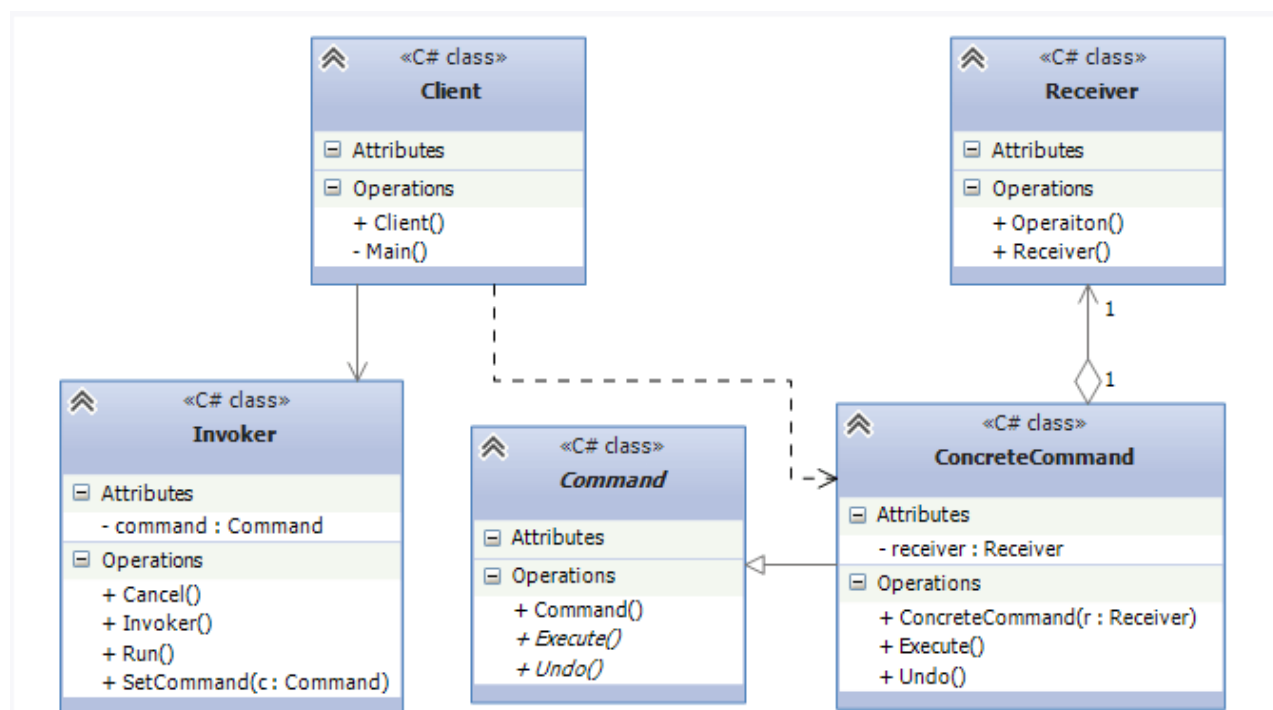 «C# class»
Client
Attributes
Operations
+ Client()
- Main()
«C# class»
Receiver
Attributes
Operations
+ Operaiton()
+ Receiver()
1
1
«C# class»
Invoker
Attributes
- command : Command
Operations
+ Cancel()
+ Invoker()
+ Run()
+ SetCommand(c : Command)
«C# class»
Command
Attributes
Operations
+ Command()
+ Execute()
+ Undo()
«C# class»
ConcreteCommand
Attributes
- receiver : Receiver
Operations
+ ConcreteCommand(r : Receiver)
+ Execute()
+ Undo()